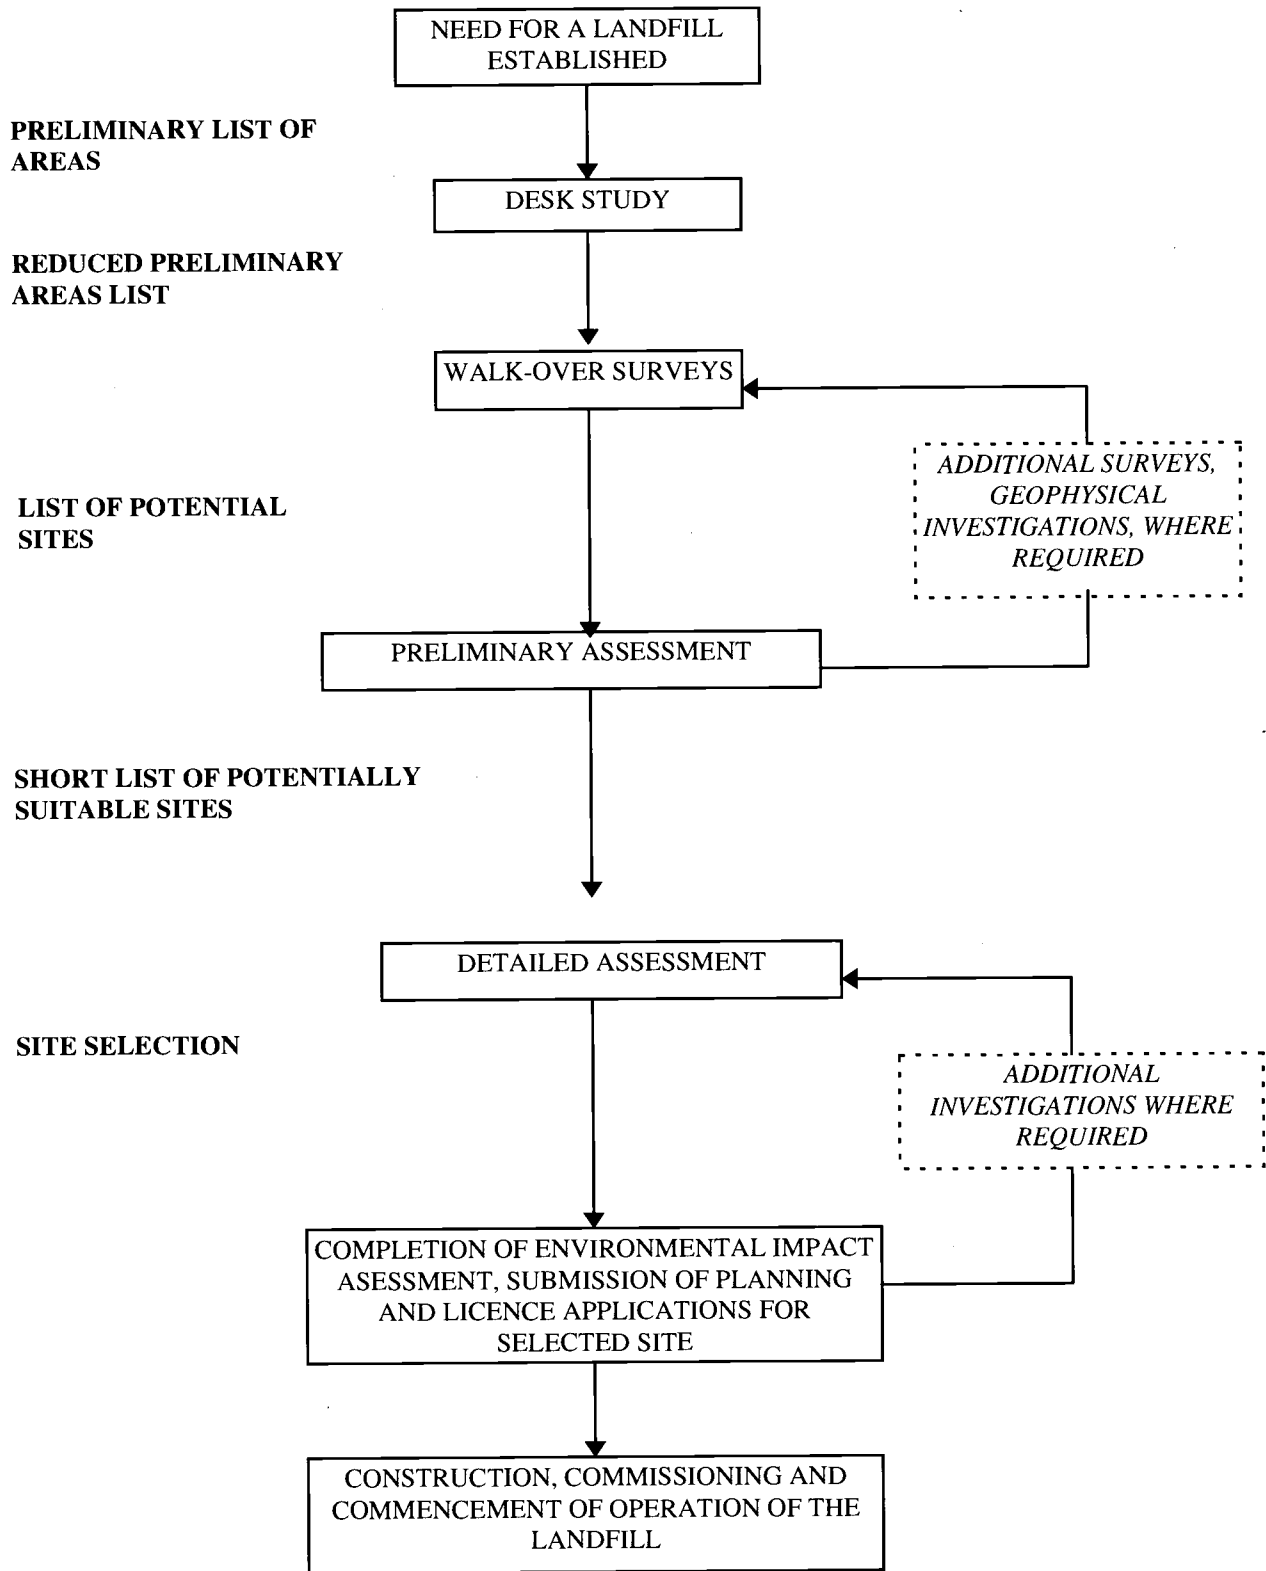 NEED FOR A LANDFILL
ESTABLISHED
PRELIMINARY LIST OF
AREAS
DESK STUDY
REDUCED PRELIMINARY
AREAS LIST
WALK-OVER SURVEYS
ADDITIONAL SURVEYS,
GEOPHYSICAL
INVESTIGATIONS, WHERE
REQUIRED
LIST OF POTENTIAL
SITES
PRELIMINARY ASSESSMENT
SHORT LIST OF POTENTIALLY
SUITABLE SITES
DETAILED ASSESSMENT
SITE SELECTION
ADDITIONAL
INVESTIGATIONS WHERE
REQUIRED
COMPLETION OF ENVIRONMENTAL IMPACT
ASESSMENT, SUBMISSION OF PLANNING
AND LICENCE APPLICATIONS FOR
SELECTED SITE
CONSTRUCTION, COMMISSIONING AND
COMMENCEMENT OF OPERATION OF THE
LANDFILL